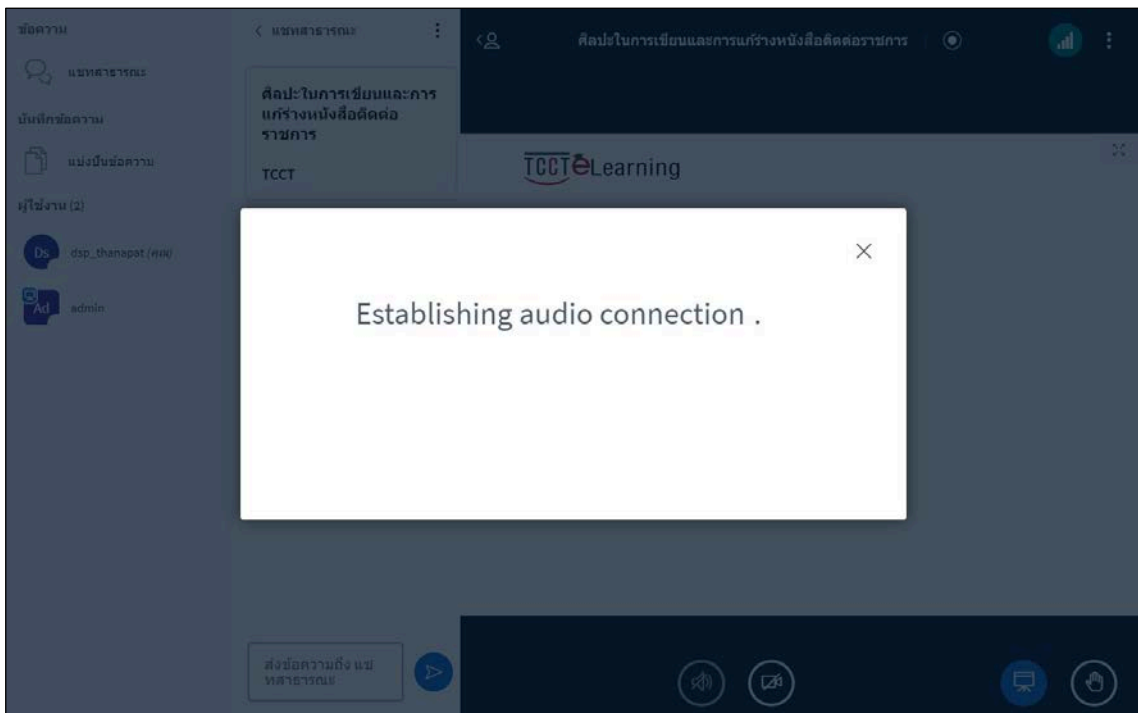 ข้อความ
แชทสาธารณะ
บันทึกข้อความ
แบ่งปันข้อความ
ผู้ใช้งาน (2)
Ds dsp_thanapat (คุณ)
Ad admin
แชทสาธารณะ
ศิลปะในการเขียนและการ
แก้ร่างหนังสือติดต่อ
ราชการ
TCCT
ส่งข้อความถึง แช
ทสาธารณะ
ศิลปะในการเขียนและการแก้ร่างหนังสือติดต่อราชการ
TCCT eLearning
Establishing audio connection .